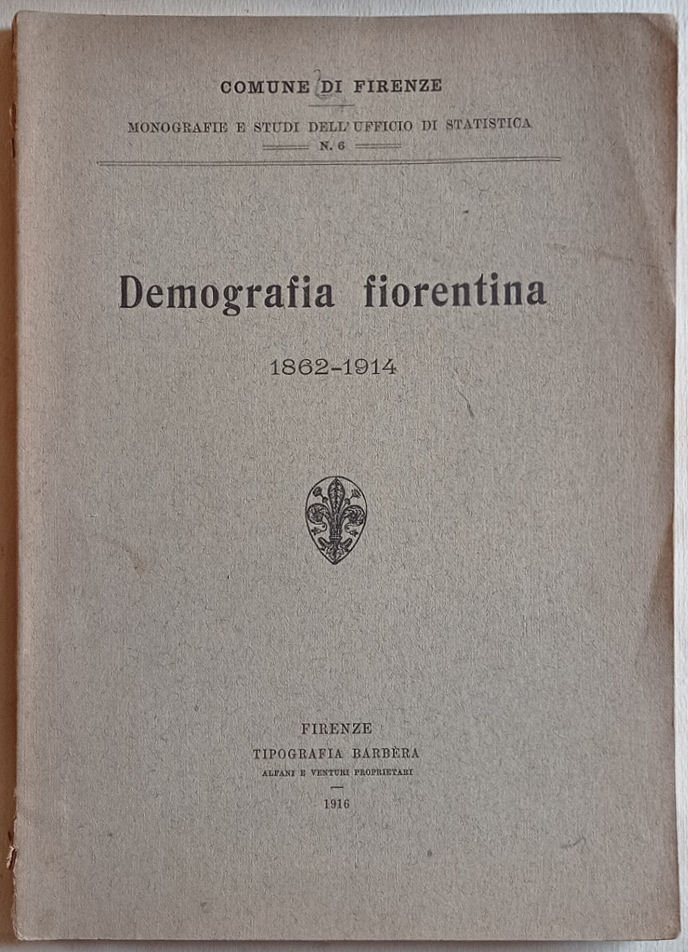 COMUNE DI FIRENZE
MONOGRAFIE E STUDI DELL'UFFICIO DI STATISTICA
N. 6
Demografia fiorentina
1862-1914
FIRENZE
TIPOGRAFIA BARBÈRA
ALFANI E VENTURI PROPRIETARI
1916